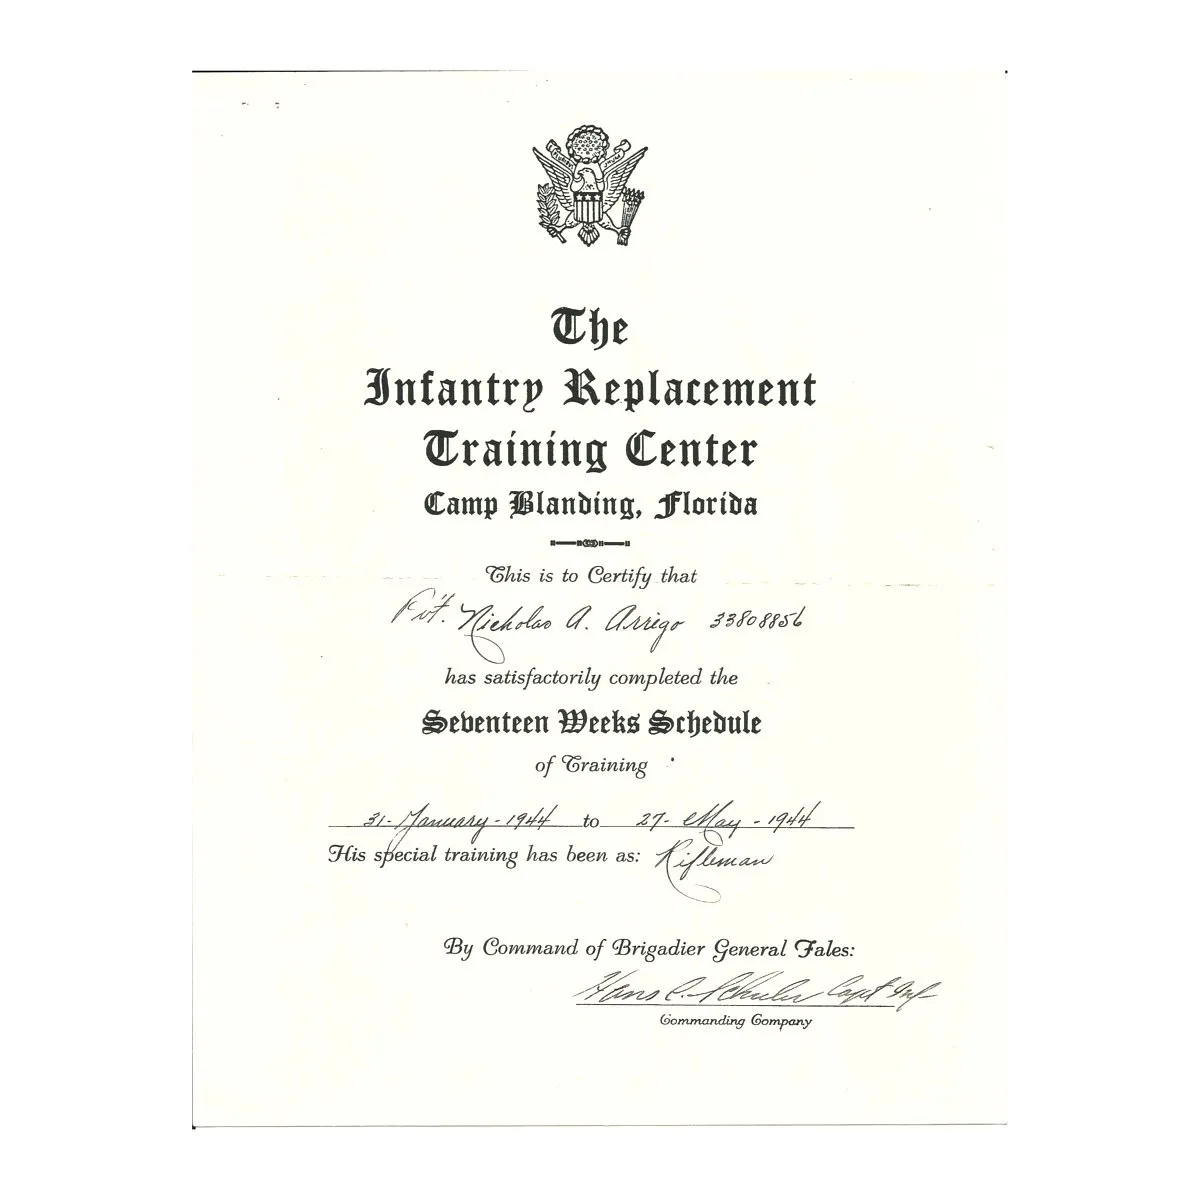 The
Infantry Replacement
Training Center
Camp Blanding, Florida
This is to Certify that
Pvt. Nicholas A. Arrigo 33808856
has satisfactorily completed the
Seventeen Weeks Schedule
of Training
31-January-1944 to 27-May-1944
His special training has been as: Rifleman
By Command of Brigadier General Fales:
Hans C. Capt Inf
Commanding Company